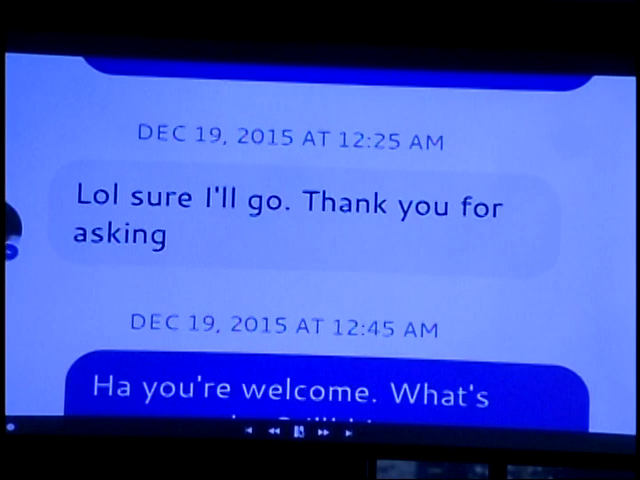 DEC 19, 2015 AT 12:25 AM
Lol sure I'll go. Thank you for
asking
DEC 19, 2015 AT 12:45 AM
Ha you're welcome. What's